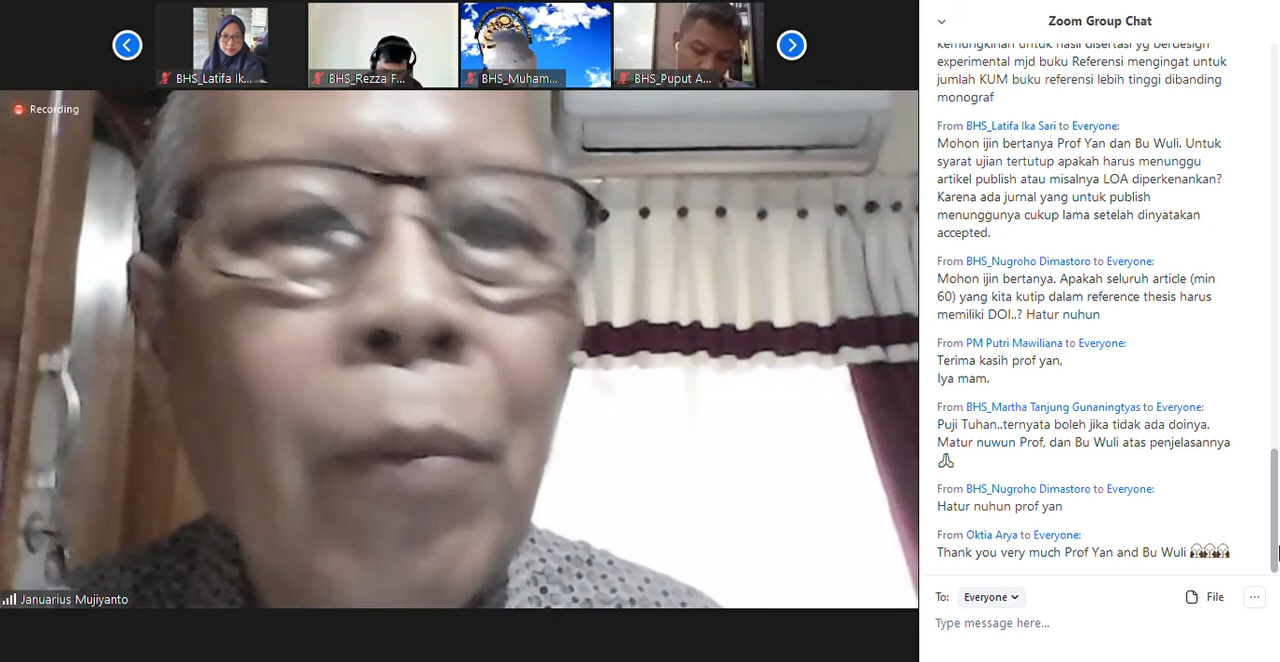 BHS_Latifa Ik...
BHS_Rezza F...
BHS_Muham...
BHS_Puput A...
Recording
Januarius Mujiyanto
Zoom Group Chat
kemungkinan untuk hasil disertasi yg berdesign
experimental mjd buku Referensi mengingat untuk
jumlah KUM buku referensi lebih tinggi dibanding
monograf
From BHS_Latifa Ika Sari to Everyone:
Mohon ijin bertanya Prof Yan dan Bu Wuli. Untuk
syarat ujian tertutup apakah harus menunggu
artikel publish atau misalnya LOA diperkenankan?
Karena ada jurnal yang untuk publish
menunggunya cukup lama setelah dinyatakan
accepted.
From BHS_Nugroho Dimastoro to Everyone:
Mohon ijin bertanya. Apakah seluruh article (min
60) yang kita kutip dalam reference thesis harus
memiliki DOI..? Hatur nuhun
From PM Putri Mawiliana to Everyone:
Terima kasih prof yan,
Iya mam.
From BHS_Martha Tanjung Gunaningtyas to Everyone:
Puji Tuhan..ternyata boleh jika tidak ada doinya.
Matur nuwun Prof, dan Bu Wuli atas penjelasannya
🙏
From BHS_Nugroho Dimastoro to Everyone:
Hatur nuhun prof yan
From Oktia Arya to Everyone:
Thank you very much Prof Yan and Bu Wuli
To: Everyone
File
Type message here...